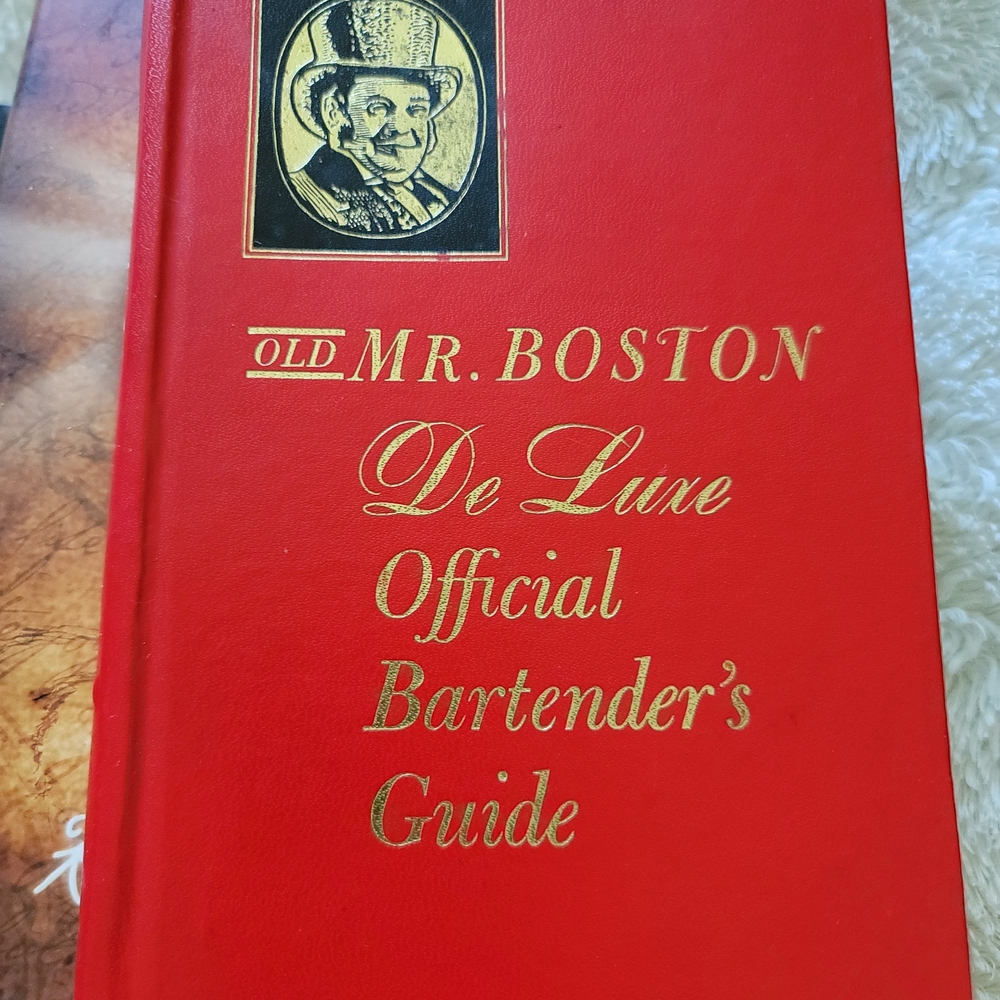 OLD MR. BOSTON
De Luxe
Official
Bartender's
Guide